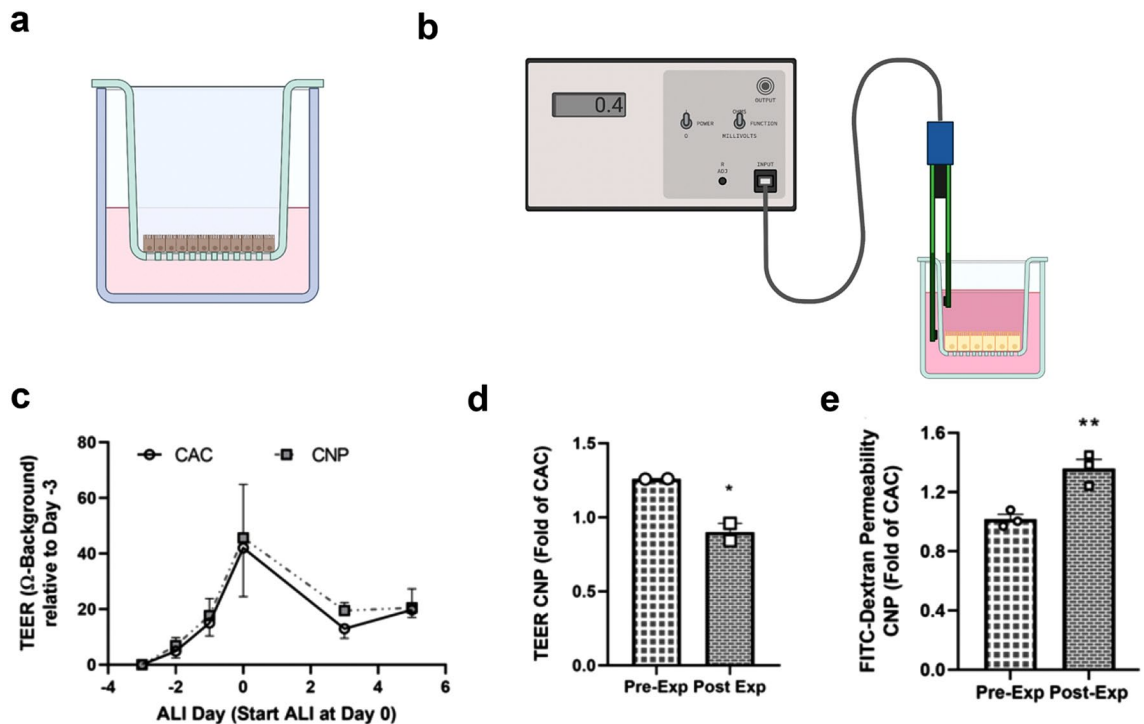 a
b
0.4
OUTPUT
POWER
OHMS
FUNCTION
MILLIVOLTS
R
ADJ
INPUT
c
TEER (Ω-Background)
relative to Day -3
80
60
40
20
0
CAC
CNP
-4
-2
0
2
4
6
ALI Day (Start ALI at Day 0)
d
TEER CNP (Fold of CAC)
1.5
1.0
0.5
0.0
*
Pre-Exp
Post Exp
e
FITC-Dextran Permeability
CNP (Fold of CAC)
1.6
1.2
0.8
0.4
0.0
**
Pre-Exp
Post-Exp